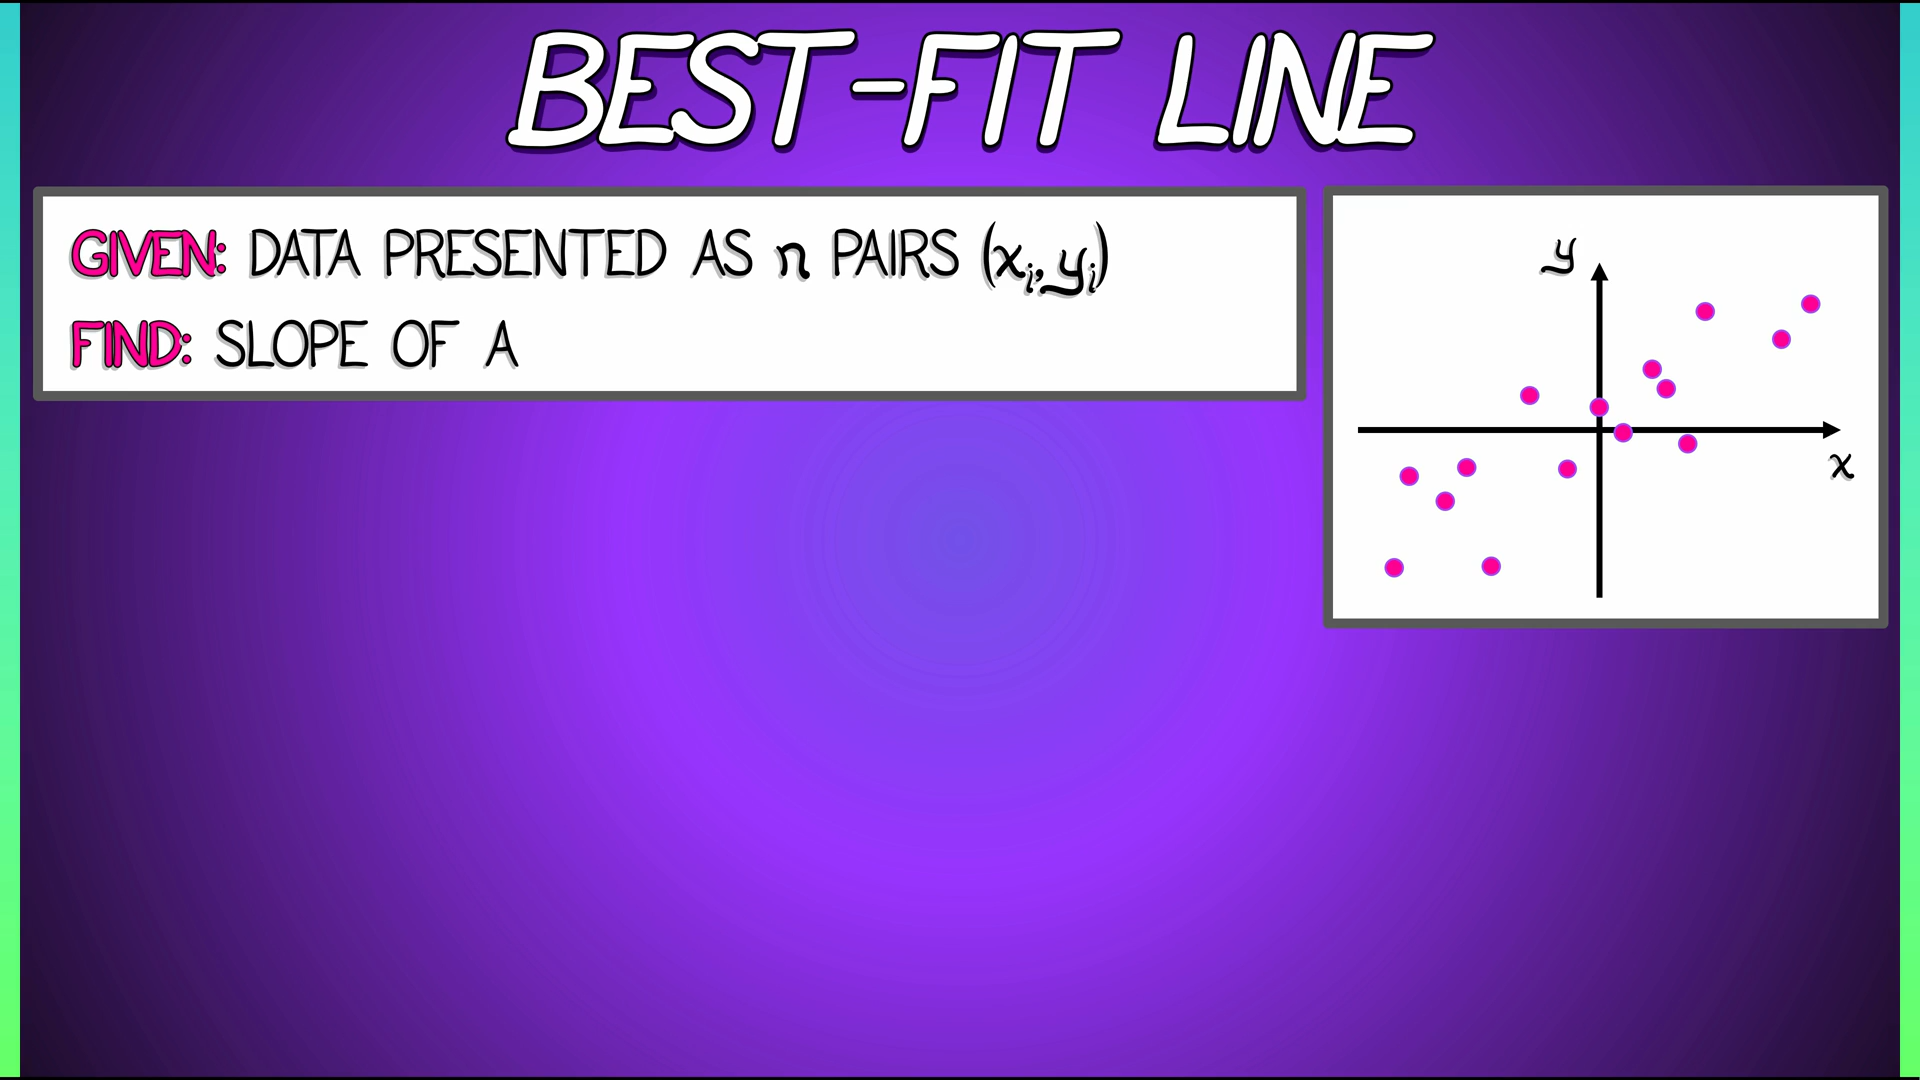 BEST-FIT LINE
GIVEN: DATA PRESENTED AS n PAIRS (xᵢ,yᵢ)
FIND: SLOPE OF A
y
x